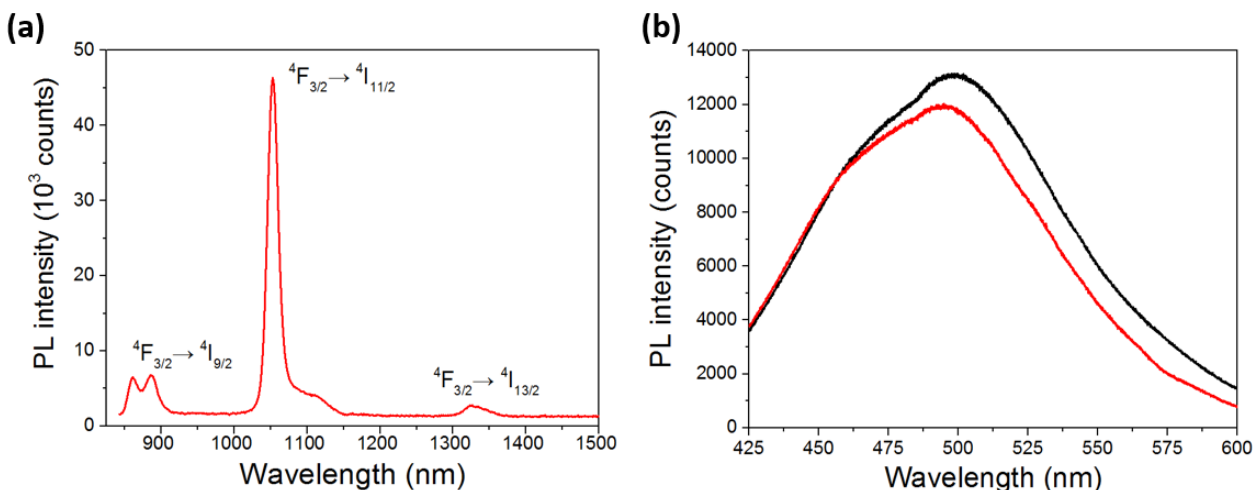 (a)
50
40
30
20
10
0
PL intensity (10³ counts)
⁴F₃/₂→ ⁴I₁₁/₂
⁴F₃/₂→ ⁴I₉/₂
⁴F₃/₂→ ⁴I₁₃/₂
900 1000 1100 1200 1300 1400 1500
Wavelength (nm)
(b)
14000
12000
10000
8000
6000
4000
2000
0
PL intensity (counts)
425 450 475 500 525 550 575 600
Wavelength (nm)